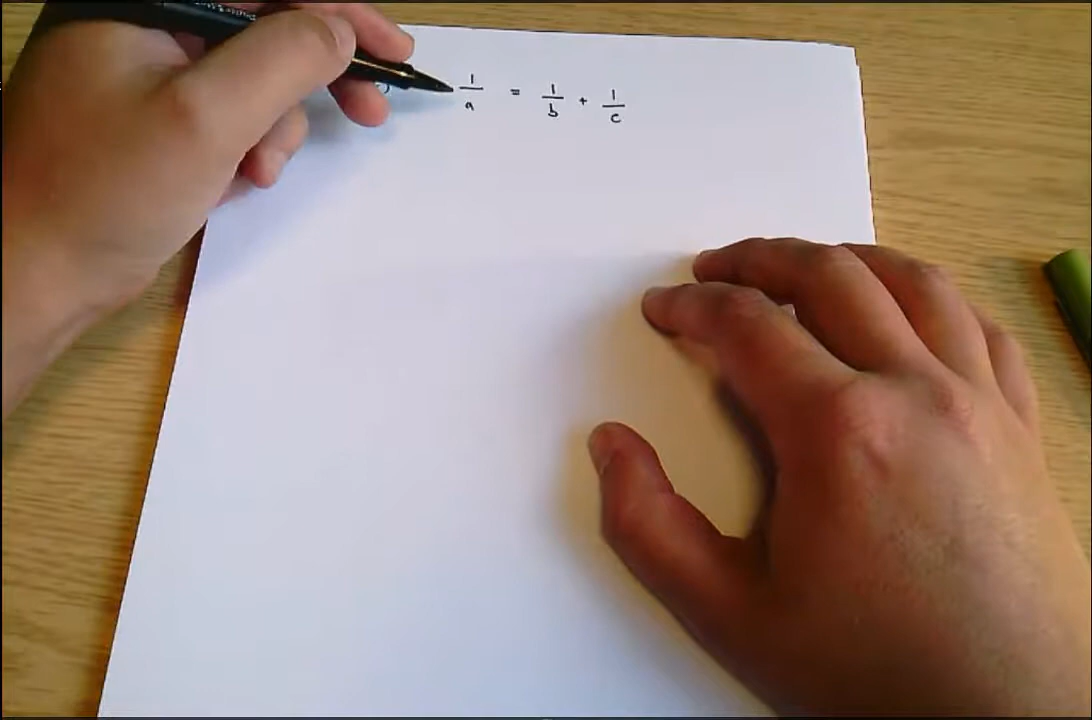 1/a = 1/b + 1/c